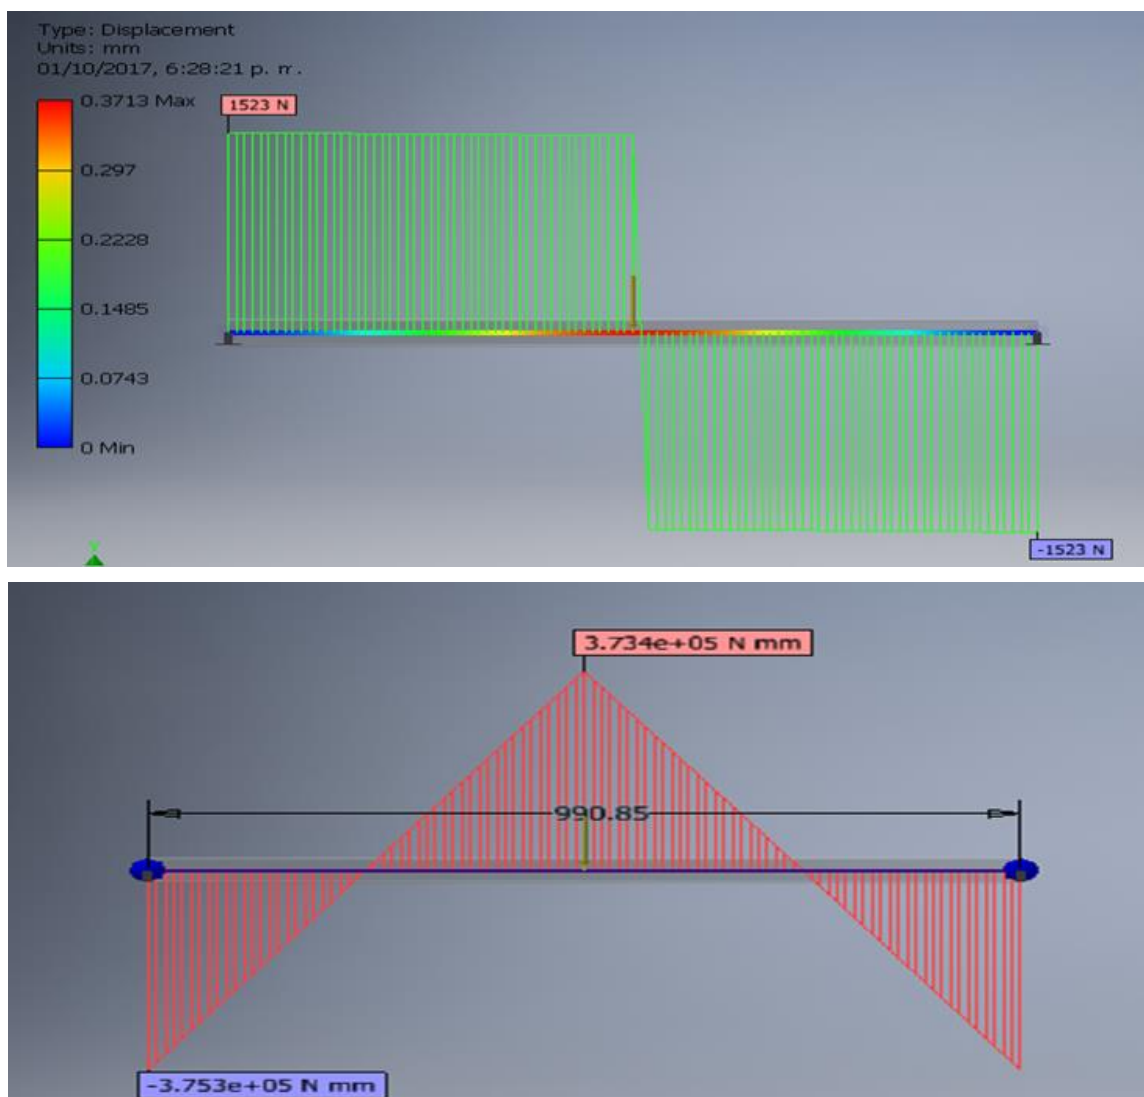 Type: Displacement
Units: mm
01/10/2017, 6:28:21 p. m.
0.3713 Max
1523 N
0.297
0.2228
0.1485
0.0743
0 Min
Y
-1523 N
3.734e+05 N mm
990.85
-3.753e+05 N mm